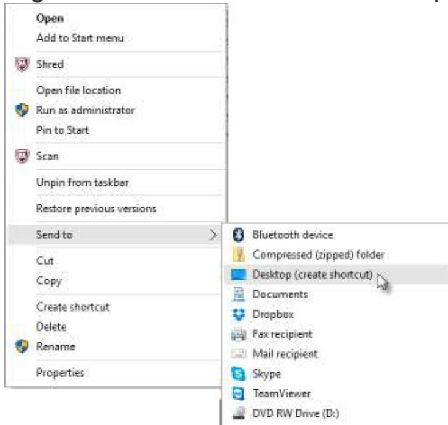 Open
Add to Start menu
Shred
Open file location
Run as administrator
Pin to Start
Scan
Unpin from taskbar
Restore previous versions
Send to
Cut
Copy
Create shortcut
Delete
Rename
Properties
Bluetooth device
Compressed (zipped) folder
Desktop (create shortcut)
Documents
Dropbox
Fax recipient
Mail recipient
Skype
TeamViewer
DVD RW Drive (D:)